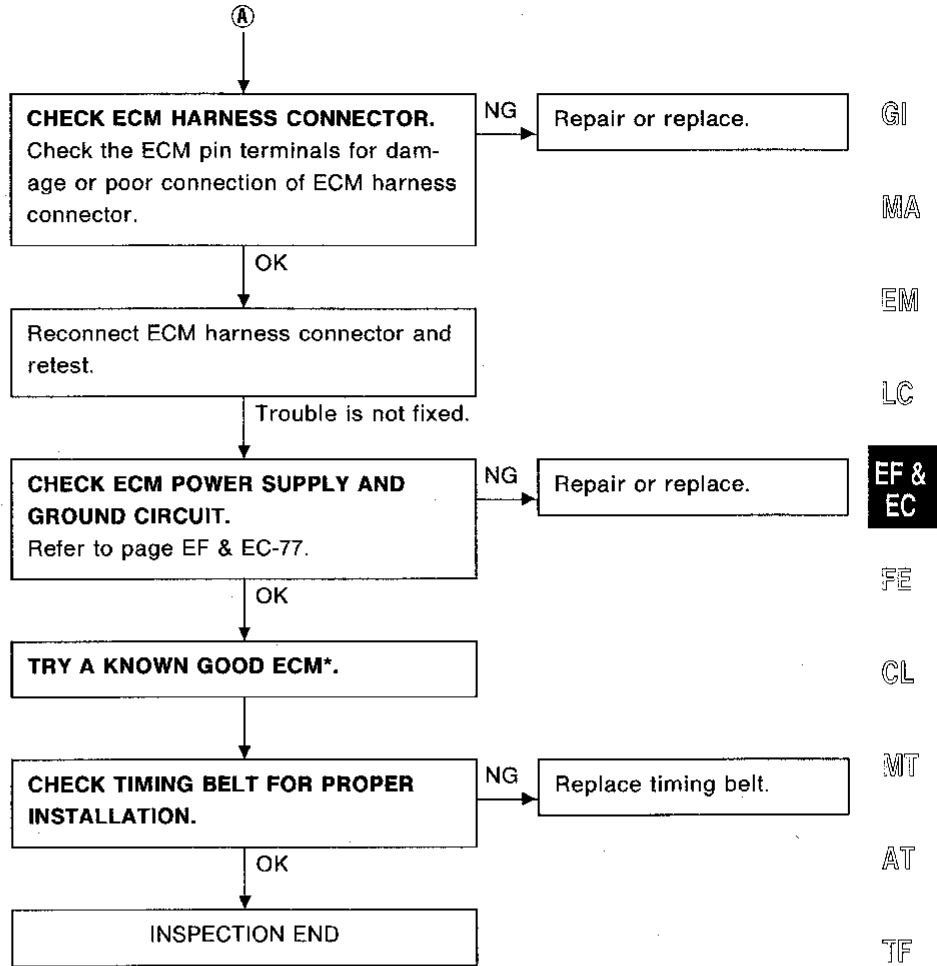 A
CHECK ECM HARNESS CONNECTOR.
Check the ECM pin terminals for dam-
age or poor connection of ECM harness
connector.
NG
Repair or replace.
OK
Reconnect ECM harness connector and
retest.
Trouble is not fixed.
CHECK ECM POWER SUPPLY AND
GROUND CIRCUIT.
Refer to page EF & EC-77.
NG
Repair or replace.
OK
TRY A KNOWN GOOD ECM*.
CHECK TIMING BELT FOR PROPER
INSTALLATION.
NG
Replace timing belt.
OK
INSPECTION END
GI
MA
EM
LC
EF &
EC
FE
CL
MT
AT
TF